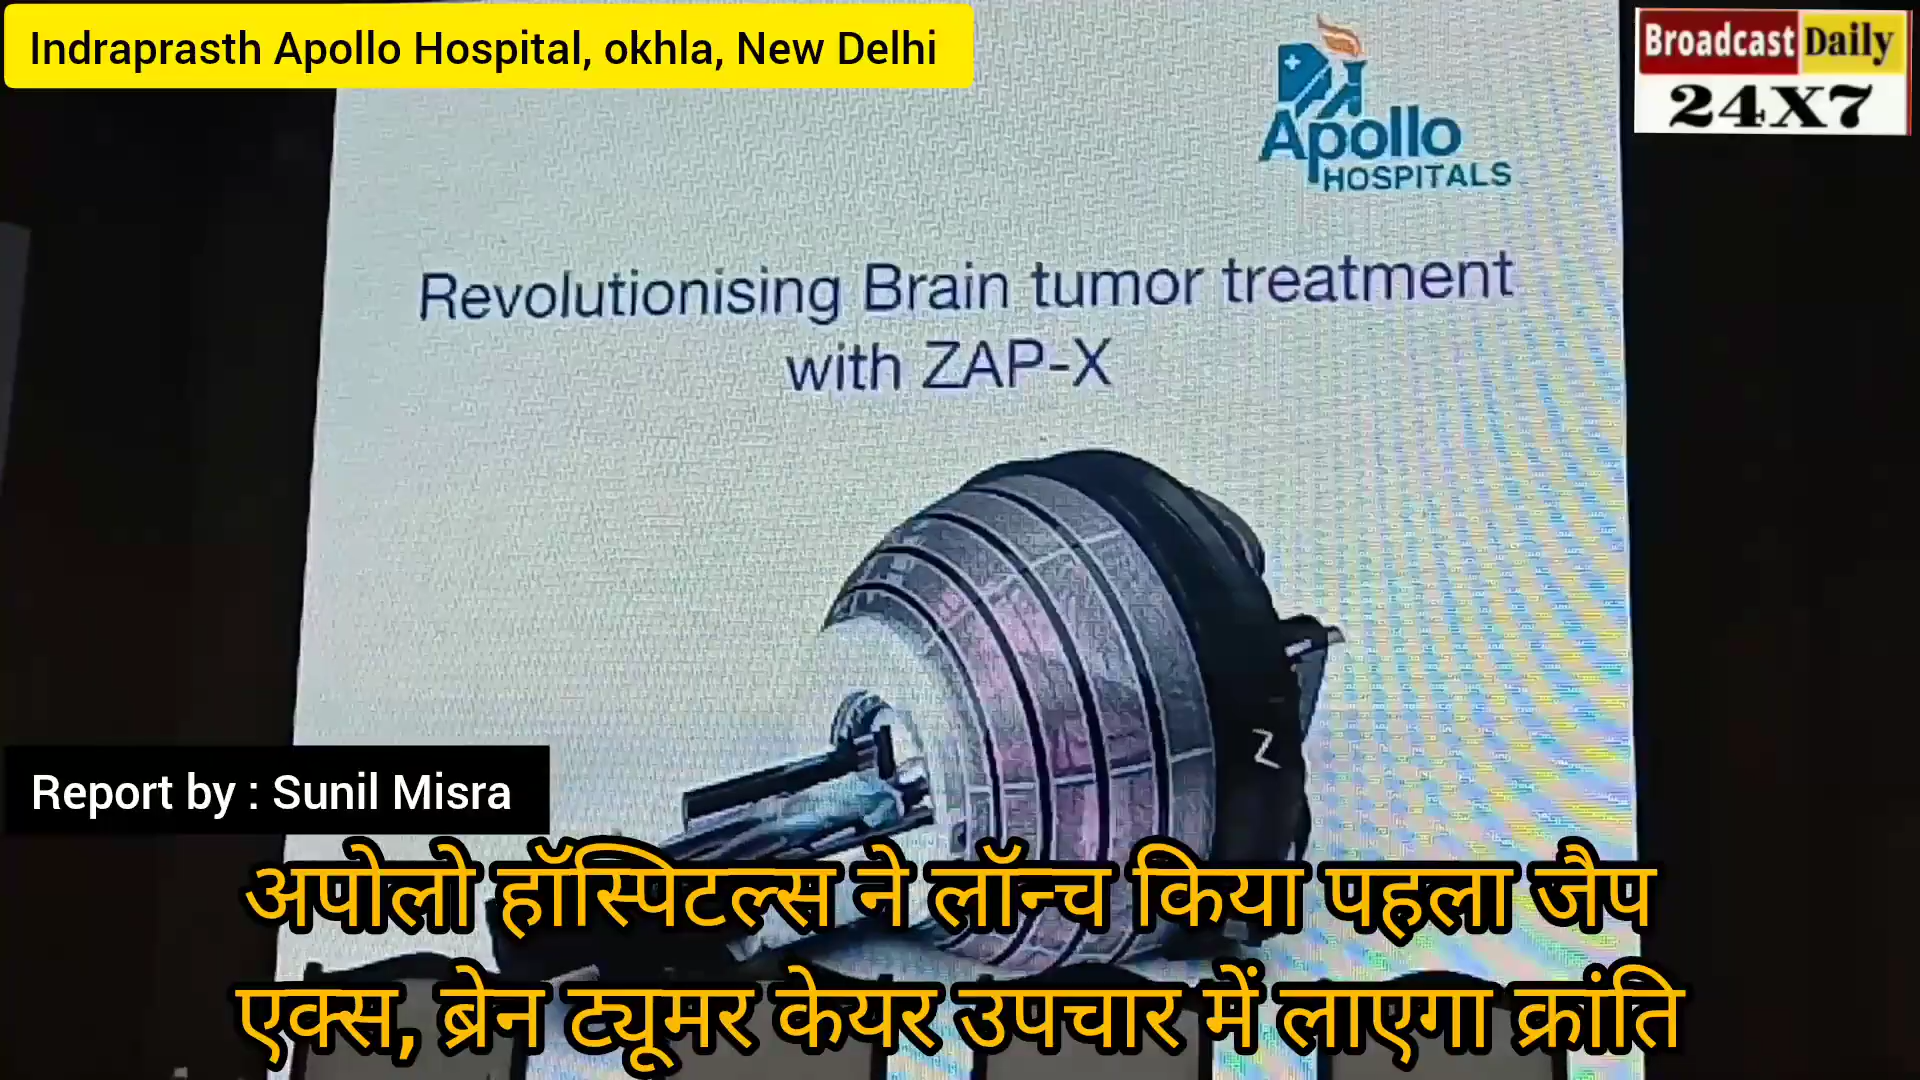 Indraprasth Apollo Hospital, okhla, New Delhi
Broadcast Daily
24X7
Apollo
HOSPITALS
Revolutionising Brain tumor treatment
with ZAP-X
Z
Report by : Sunil Misra
अपोलो हॉस्पिटल्स ने लॉन्च किया पहला जैप
एक्स, ब्रेन ट्यूमर केयर उपचार में लाएगा क्रांति